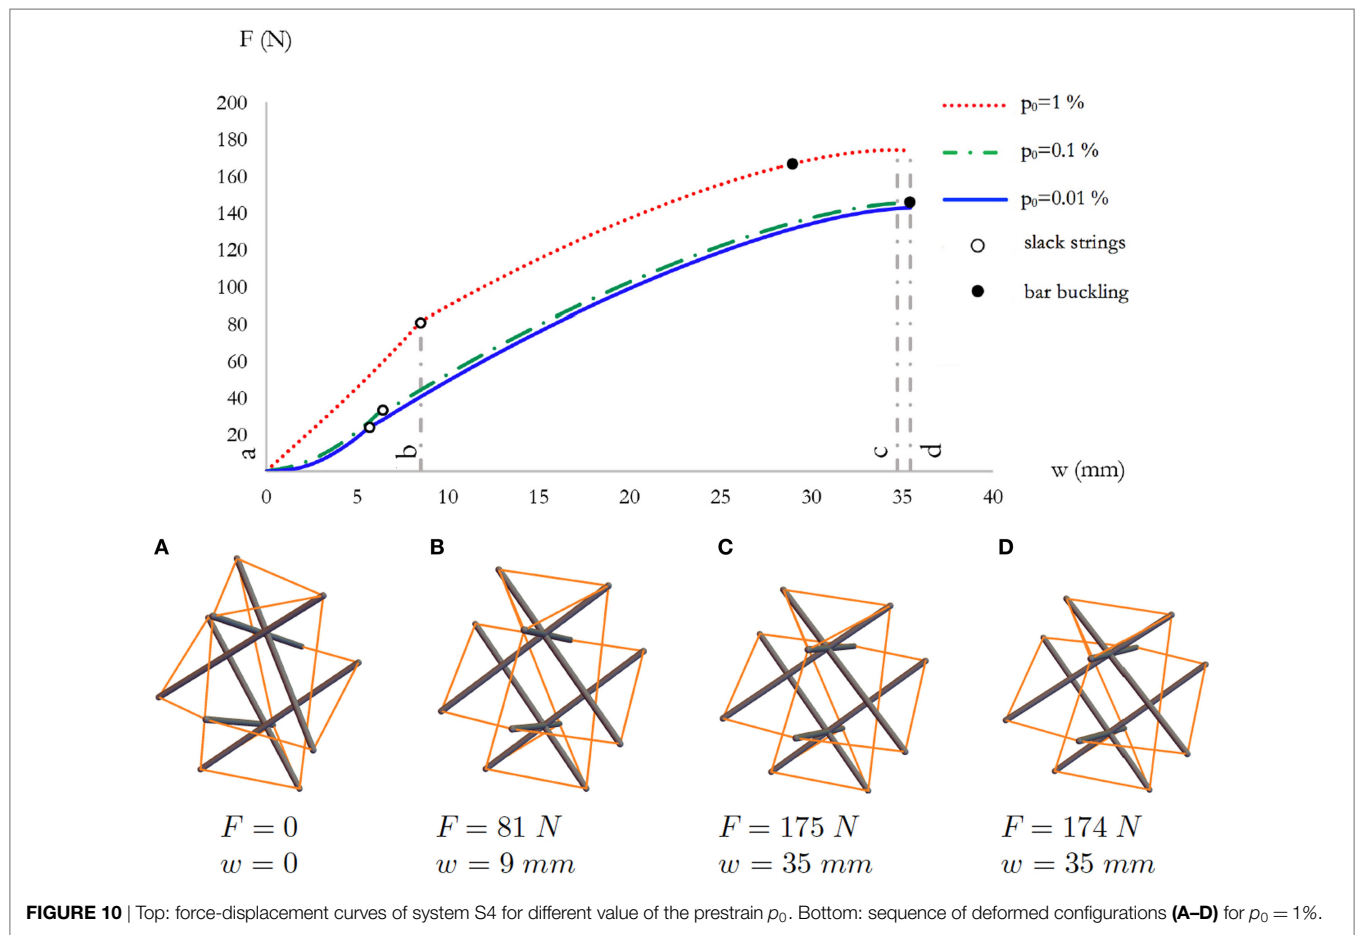 F (N)
200
180
160
140
120
100
80
60
40
20
a
b
c
d
0
5
10
15
20
25
30
35
40
w (mm)
p₀=1 %
p₀=0.1 %
p₀=0.01 %
slack strings
bar buckling
A
B
C
D
F = 0
w = 0
F = 81 N
w = 9 mm
F = 175 N
w = 35 mm
F = 174 N
w = 35 mm
FIGURE 10 | Top: force-displacement curves of system S4 for different value of the prestrain p₀. Bottom: sequence of deformed configurations (A–D) for p₀ = 1%.